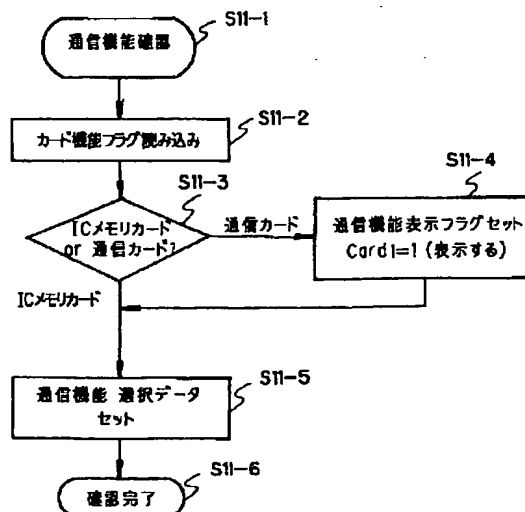 S11-1
通信機能確認
S11-2
カード機能フラグ読み込み
S11-3
S11-4
ICメモリカード
or 通信カード?
通信カード
通信機能表示フラグセット
Card1=1 (表示する)
ICメモリカード
S11-5
通信機能 選択データ
セット
S11-6
確認完了